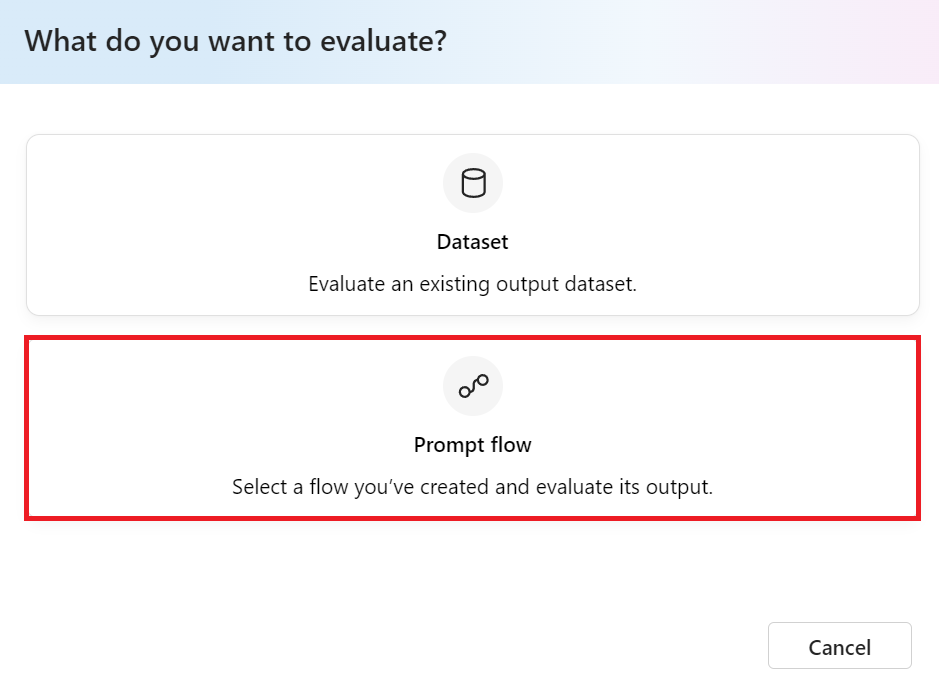 What do you want to evaluate?
Dataset
Evaluate an existing output dataset.
Prompt flow
Select a flow you’ve created and evaluate its output.
Cancel